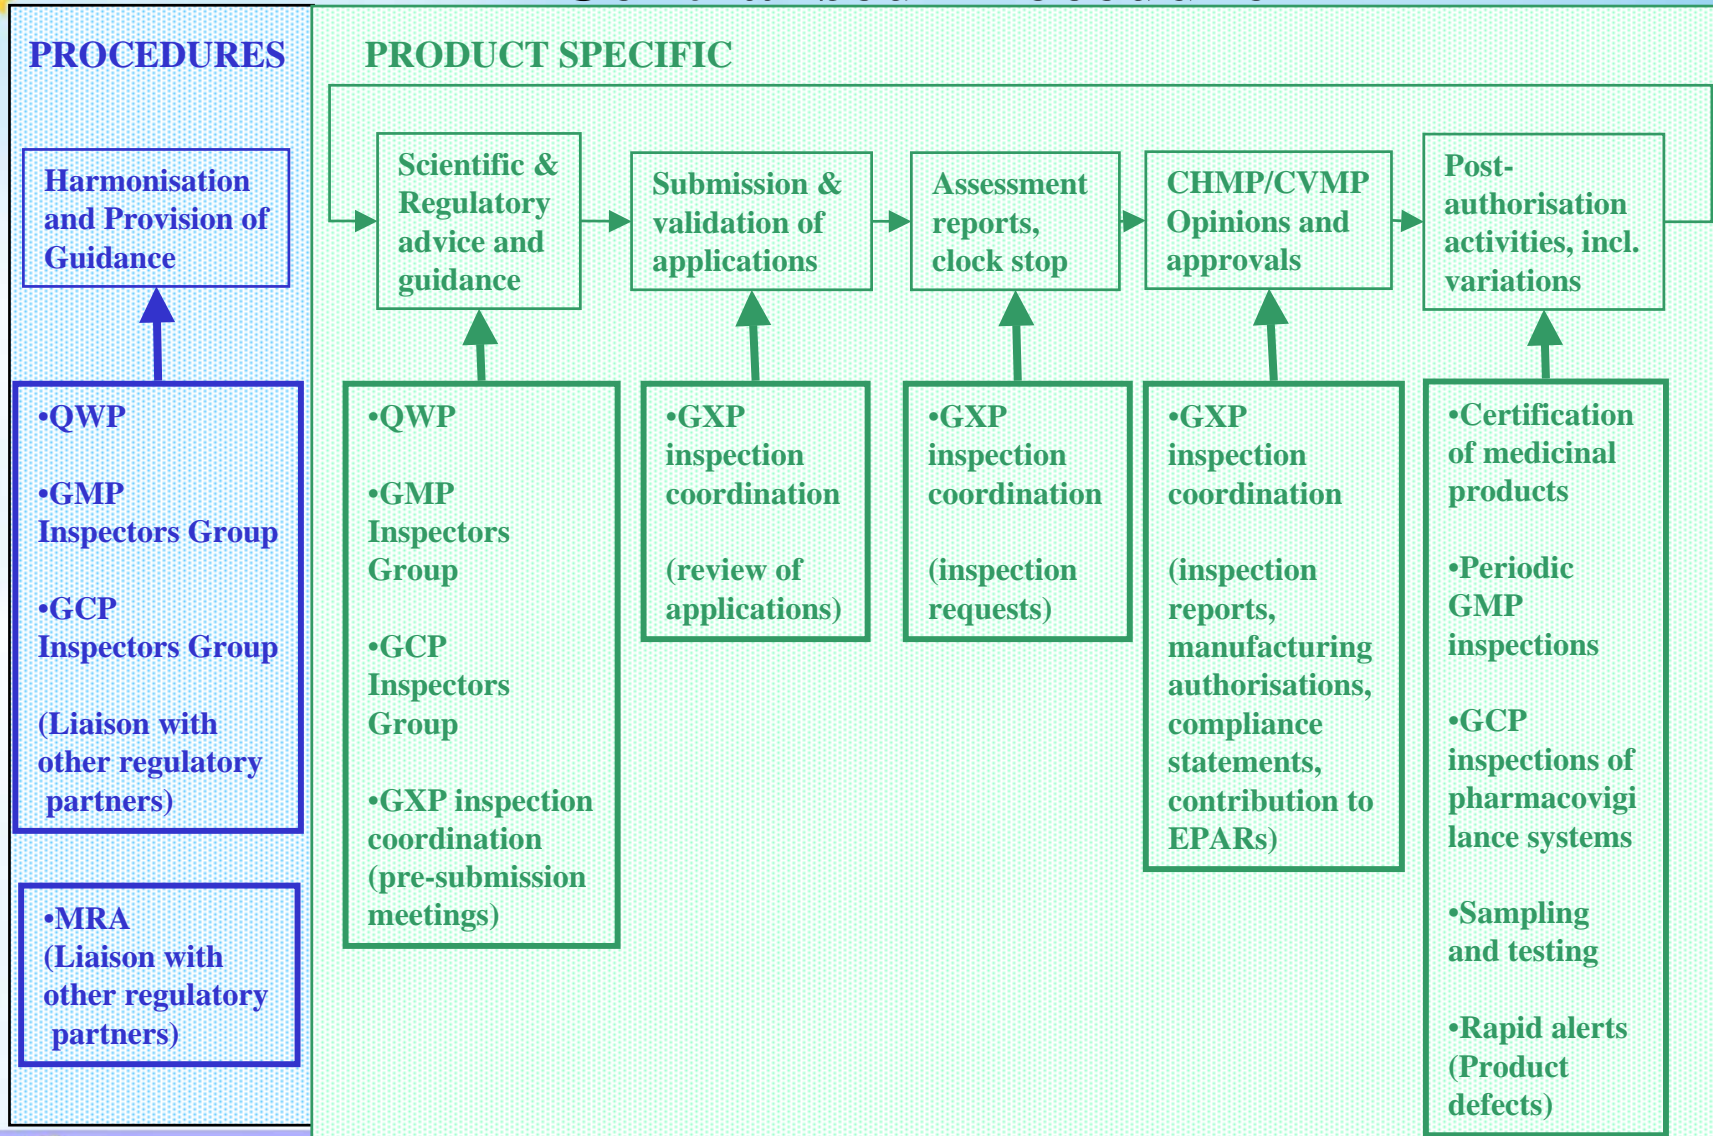 PROCEDURES
Harmonisation
and Provision of
Guidance
•QWP
•GMP
Inspectors Group
•GCP
Inspectors Group
(Liaison with
other regulatory
partners)
•MRA
(Liaison with
other regulatory
partners)
PRODUCT SPECIFIC
Scientific &
Regulatory
advice and
guidance
Submission &
validation of
applications
Assessment
reports,
clock stop
CHMP/CVMP
Opinions and
approvals
Post-
authorisation
activities, incl.
variations
•QWP
•GMP
Inspectors
Group
•GCP
Inspectors
Group
•GXP inspection
coordination
(pre-submission
meetings)
•GXP
inspection
coordination
(review of
applications)
•GXP
inspection
coordination
(inspection
requests)
•GXP
inspection
coordination
(inspection
reports,
manufacturing
authorisations,
compliance
statements,
contribution to
EPARs)
•Certification
of medicinal
products
•Periodic
GMP
inspections
•GCP
inspections of
pharmacovigi
lance systems
•Sampling
and testing
•Rapid alerts
(Product
defects)